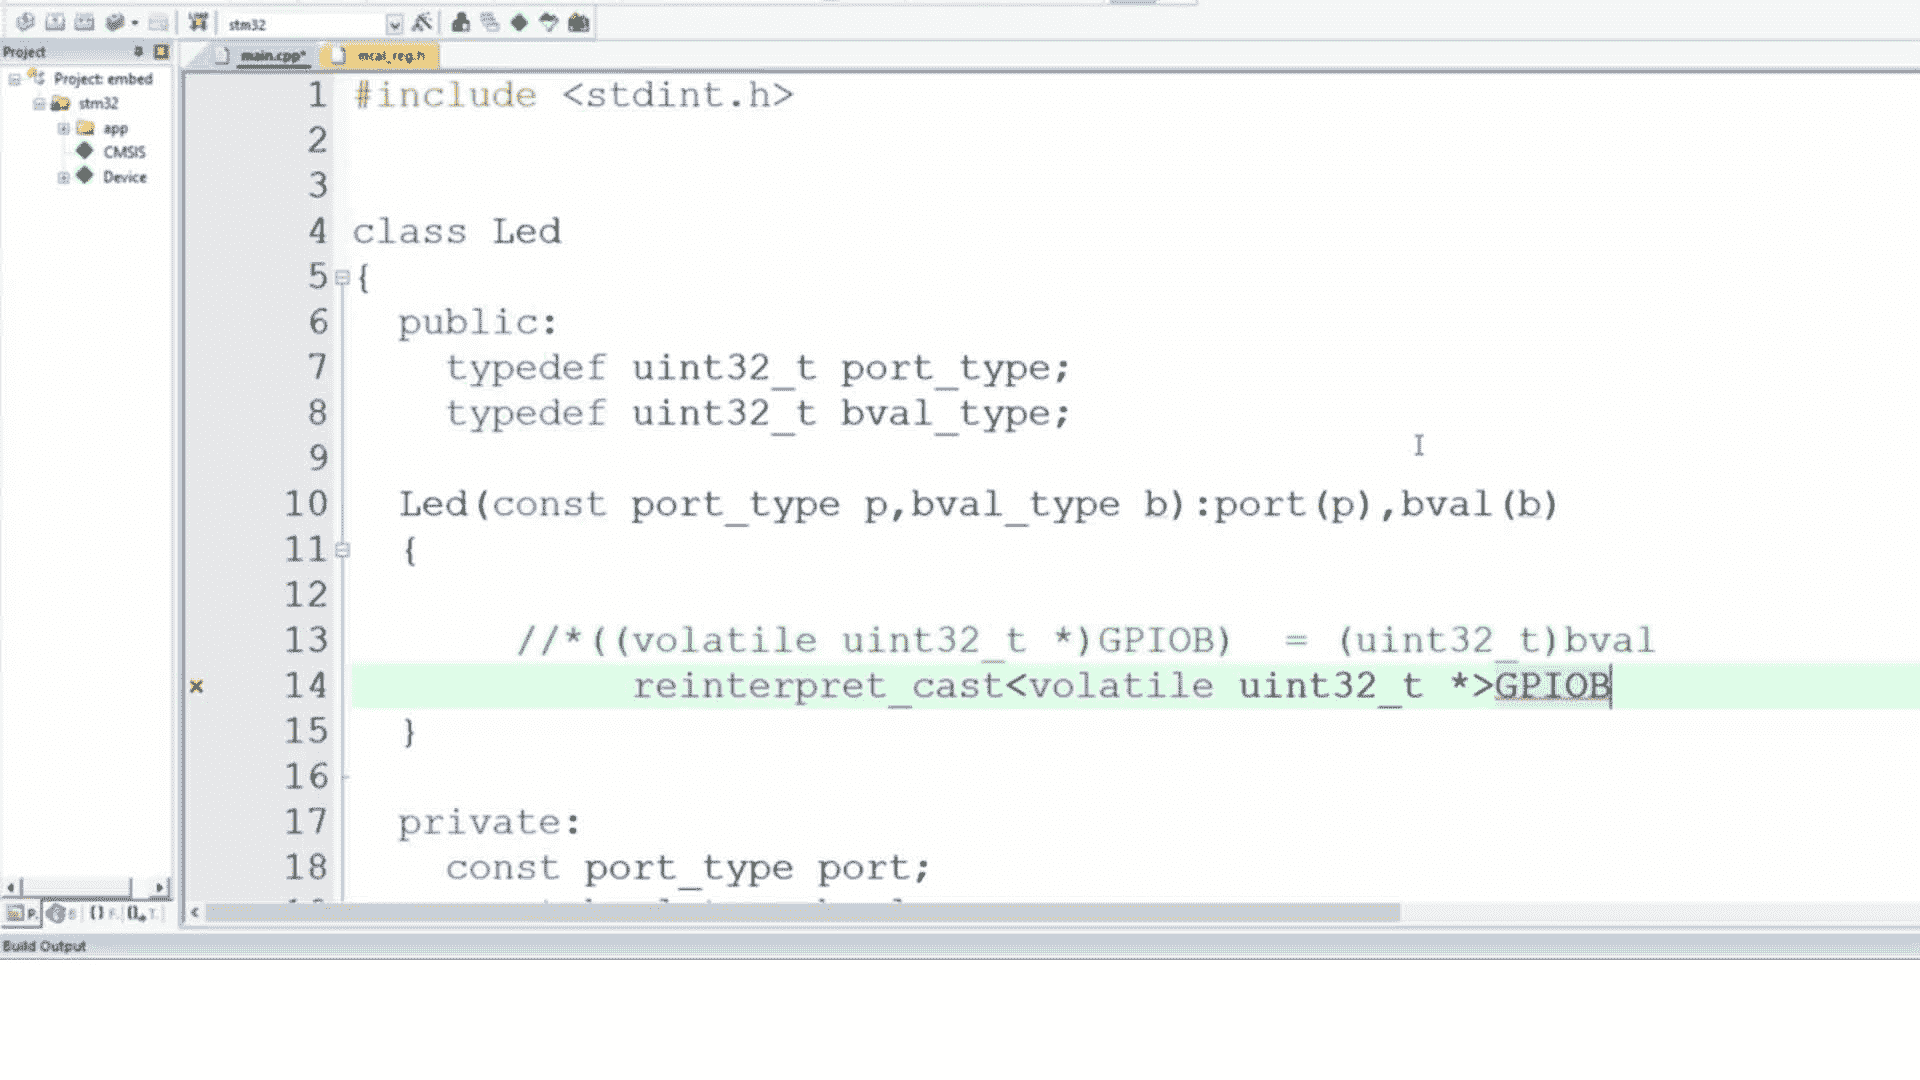 stm32
Project
main.cpp*
mcal_reg.h
Project: embed
stm32
app
CMSIS
Device
1 #include <stdint.h>
2
3
4 class Led
5 {
6 public:
7 typedef uint32_t port_type;
8 typedef uint32_t bval_type;
9
10 Led(const port_type p,bval_type b):port(p),bval(b)
11 {
12
13 //*((volatile uint32_t *)GPIOB)  = (uint32_t)bval
14 reinterpret_cast<volatile uint32_t *>GPIOB
15 }
16
17 private:
18 const port_type port;
Build Output